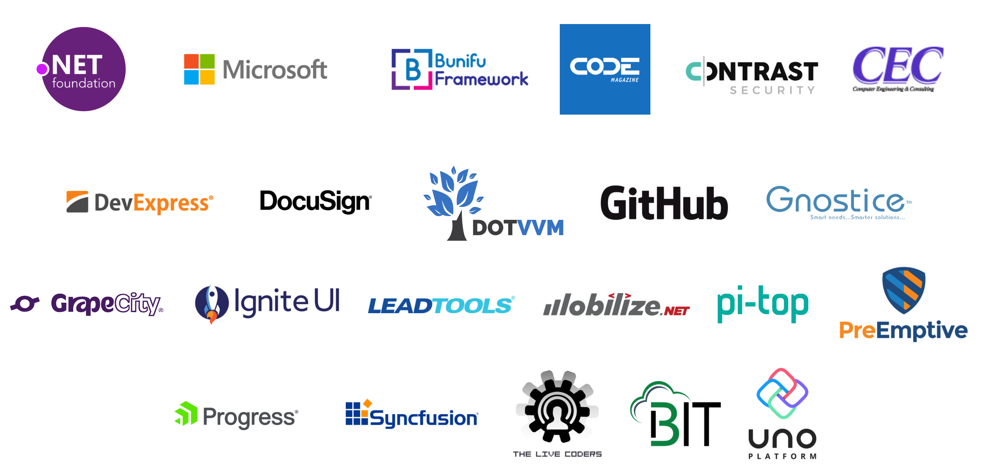 .NET
foundation
Microsoft
B
Bunifu
Framework
CODE
MAGAZINE
CONTRAST
SECURITY
CEC
Computer Engineering & Consulting
DevExpress®
DocuSign®
DOTVVM
GitHub
Gnostice™
Smart needs...Smarter solutions...
GrapeCity®
Ignite UI
LEADTOOLS®
Mobilize.NET
pi-top
PreEmptive
Progress®
Syncfusion®
THE LIVE CODERS
BIT
uno
PLATFORM